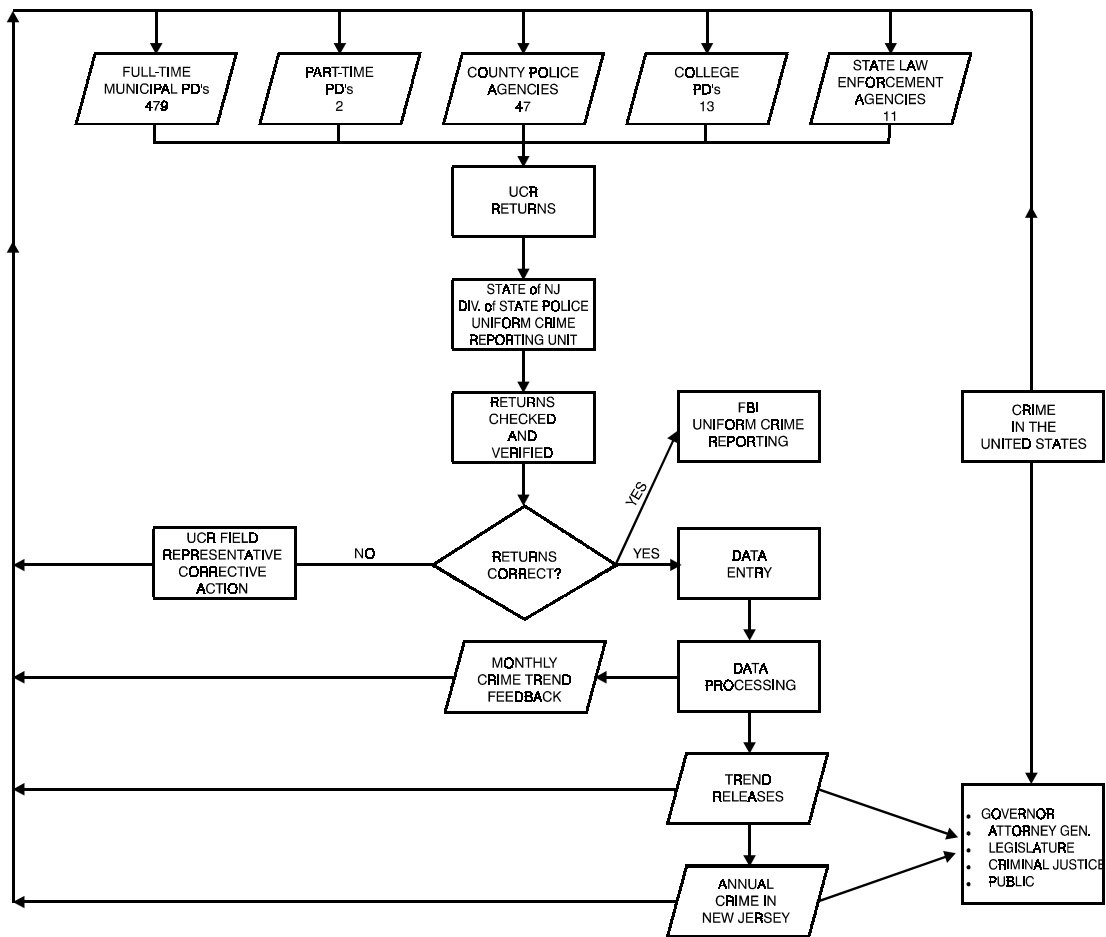 FULL-TIME
MUNICIPAL PD's
479
PART-TIME
PD's
2
COUNTY POLICE
AGENCIES
47
COLLEGE
PD's
13
STATE LAW
ENFORCEMENT
AGENCIES
11
UCR
RETURNS
STATE of NJ
DIV. of STATE POLICE
UNIFORM CRIME
REPORTING UNIT
RETURNS
CHECKED
AND
VERIFIED
FBI
UNIFORM CRIME
REPORTING
CRIME
IN THE
UNITED STATES
YES
UCR FIELD
REPRESENTATIVE
CORRECTIVE
ACTION
NO
RETURNS
CORRECT?
YES
DATA
ENTRY
MONTHLY
CRIME TREND
FEEDBACK
DATA
PROCESSING
TREND
RELEASES
• GOVERNOR
• ATTORNEY GEN.
• LEGISLATURE
• CRIMINAL JUSTICE
• PUBLIC
ANNUAL
CRIME IN
NEW JERSEY